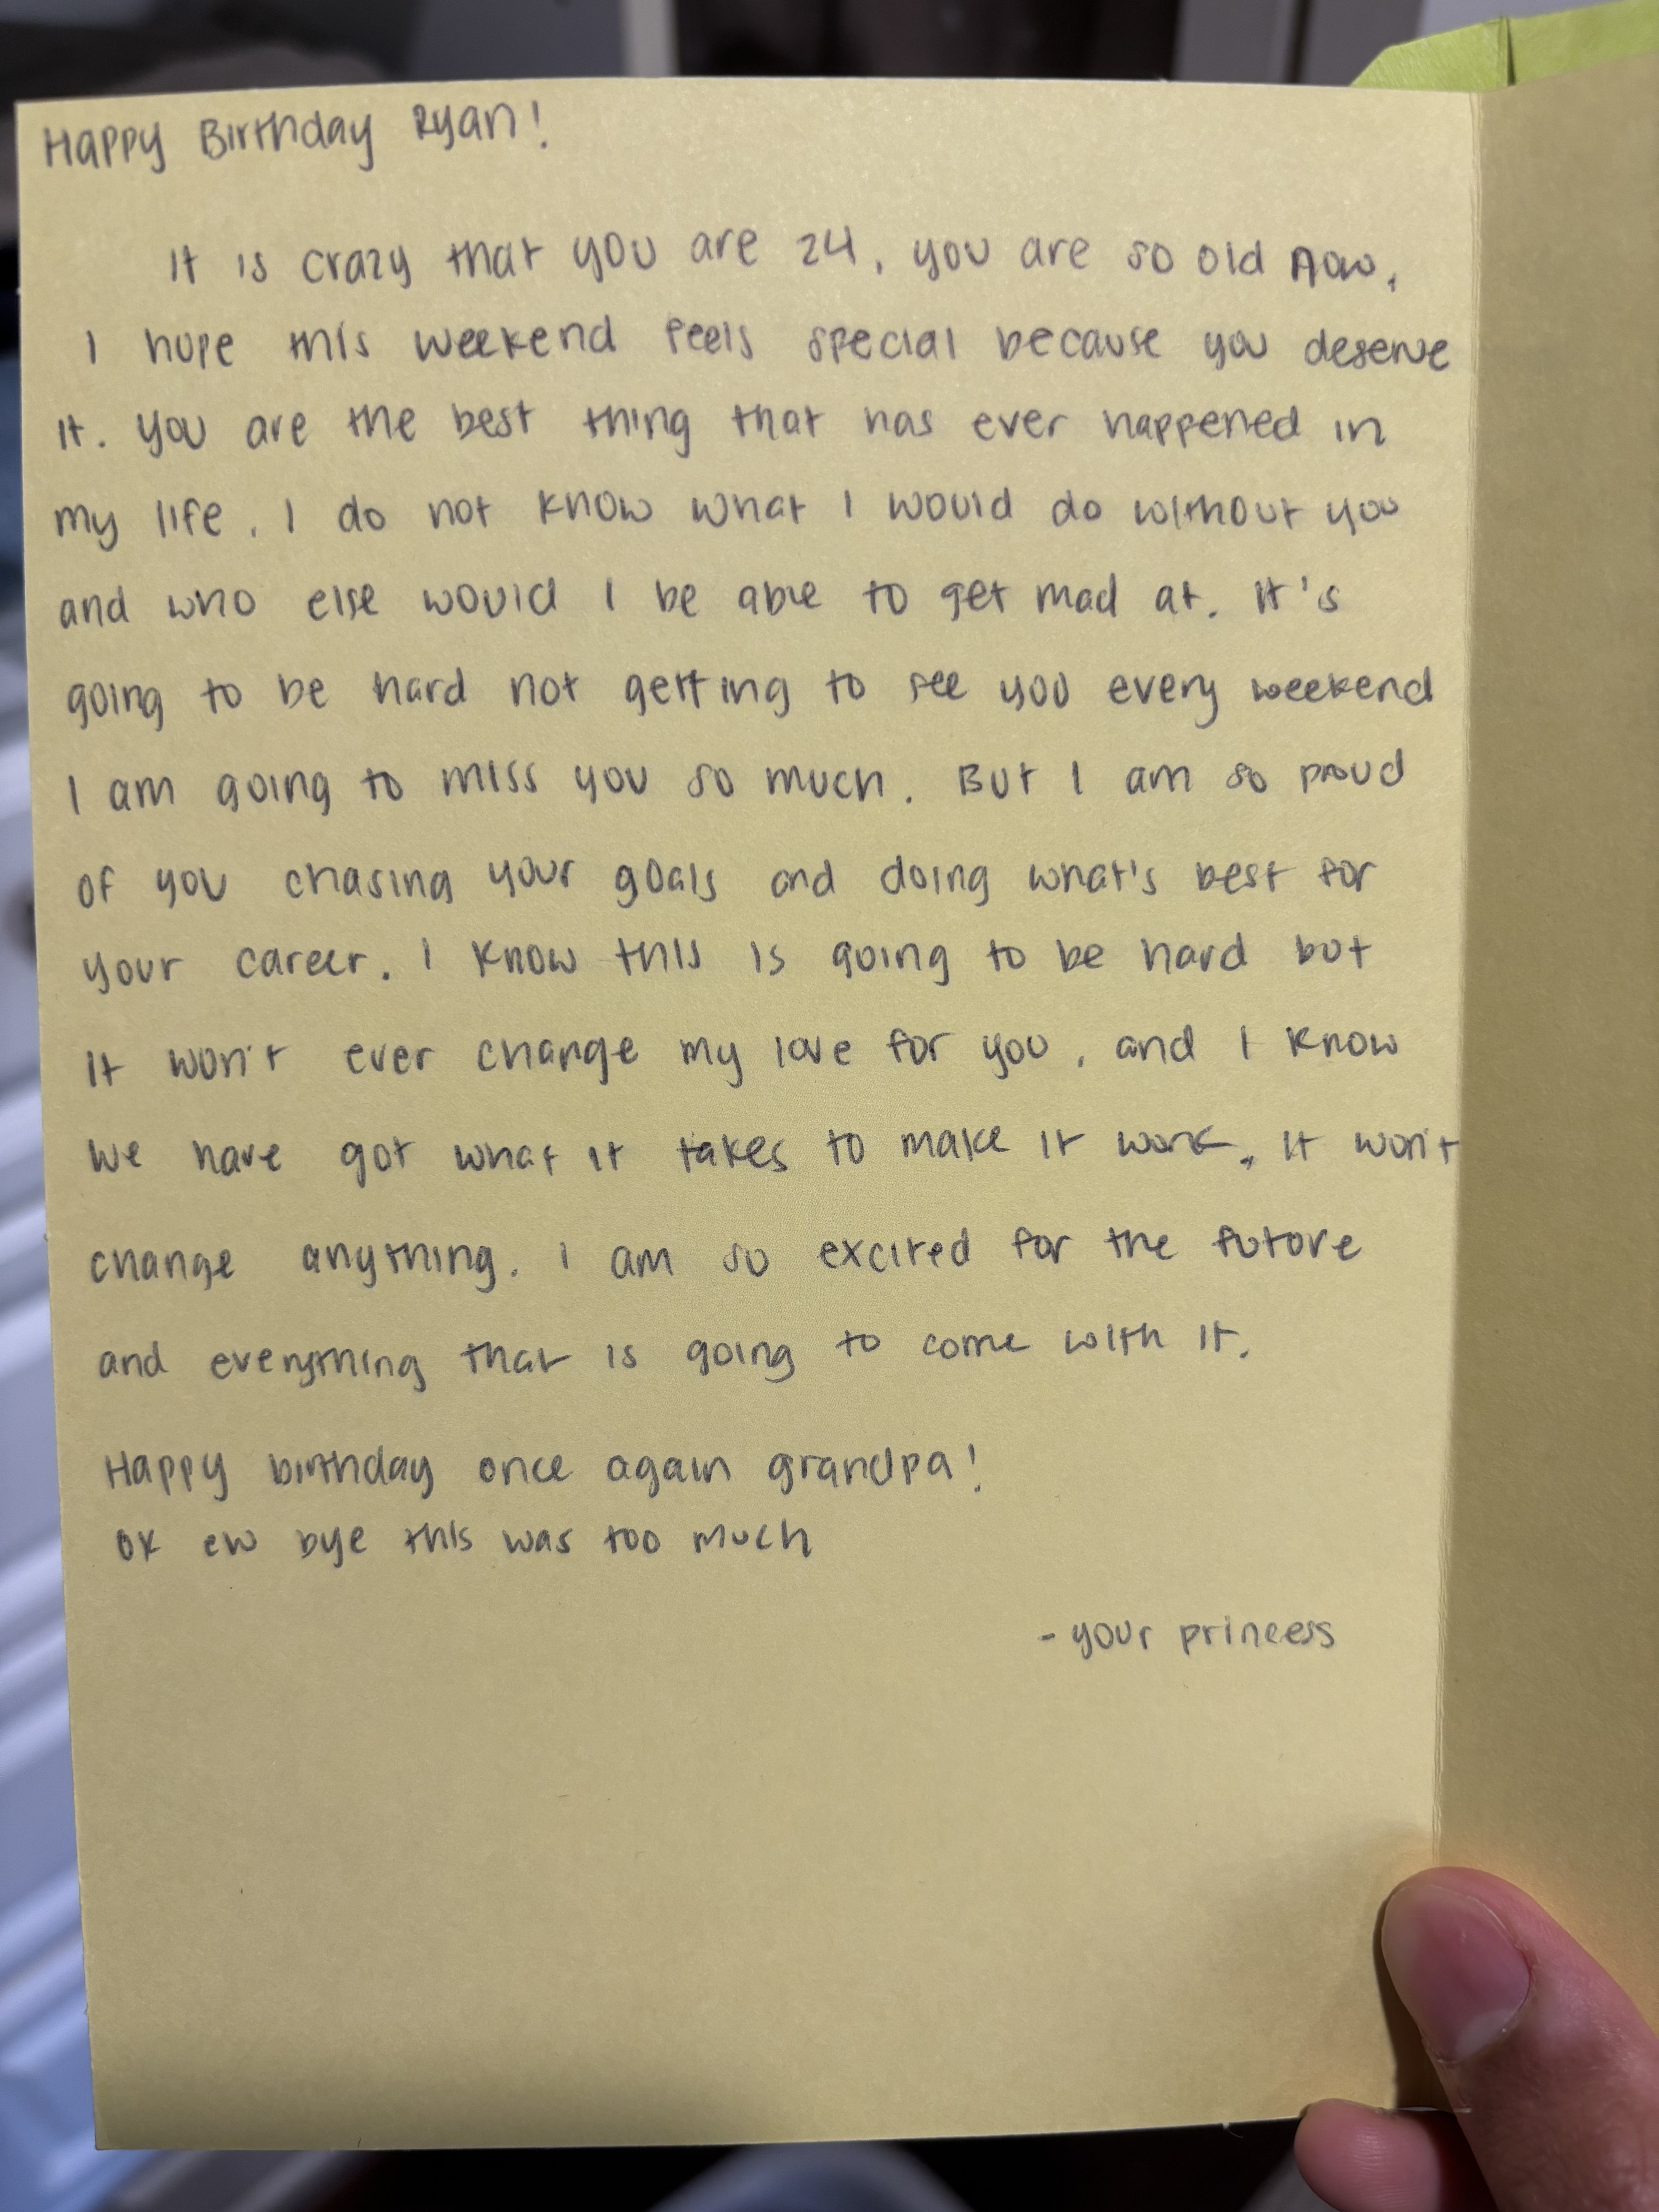 Happy Birthday Ryan!
It is crazy that you are 24, you are so old now,
I hope this weekend feels special because you deserve
it. You are the best thing that has ever happened in
my life. I do not know what I would do without you
and who else would I be able to get mad at. It's
going to be hard not getting to see you every weekend
I am going to miss you so much. But I am so proud
of you chasing your goals and doing what's best for
your career. I know this is going to be hard but
it won't ever change my love for you, and I know
we have got what it takes to make it work, it won't
change anything. I am so excited for the future
and everything that is going to come with it.
Happy birthday once again grandpa!
ok ew bye this was too much
- your princess